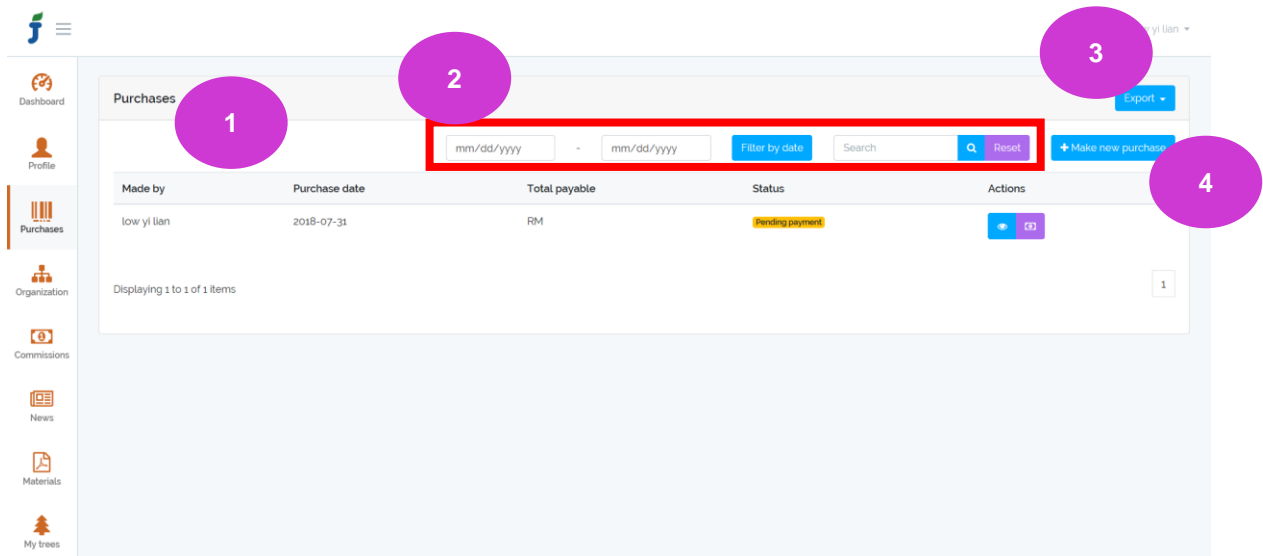 yi lian
3
2
1
4
Dashboard
Profile
Purchases
Organization
Commissions
News
Materials
My trees
Purchases
Export
mm/dd/yyyy - mm/dd/yyyy Filter by date Search Reset + Make new purchase
Made by Purchase date Total payable Status Actions
low yi lian 2018-07-31 RM Pending payment
Displaying 1 to 1 of 1 items
1